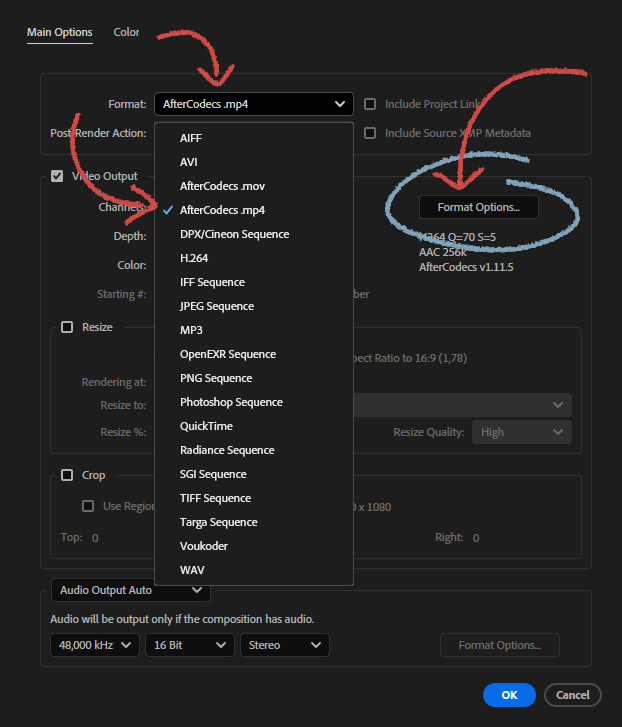 Main Options Color
Format: AfterCodecs .mp4 Include Project Link
Post-Render Action: Include Source XMP Metadata
AIFF
AVI
Video Output AfterCodecs .mov
Channels: AfterCodecs .mp4 Format Options...
Depth: DPX/Cineon Sequence H264 Q=70 S=5
AAC 256k
Color: H.264 AfterCodecs v1.11.5
IFF Sequence
Starting #: ber
JPEG Sequence
Resize MP3
OpenEXR Sequence pect Ratio to 16:9 (1,78)
Rendering at: PNG Sequence
Resize to: Photoshop Sequence
Resize %: QuickTime Resize Quality: High
Radiance Sequence
Crop SGI Sequence
TIFF Sequence
Use Region 0 x 1080
Targa Sequence
Top: 0 Voukoder Right: 0
WAV
Audio Output Auto
Audio will be output only if the composition has audio.
48,000 kHz 16 Bit Stereo Format Options...
OK Cancel